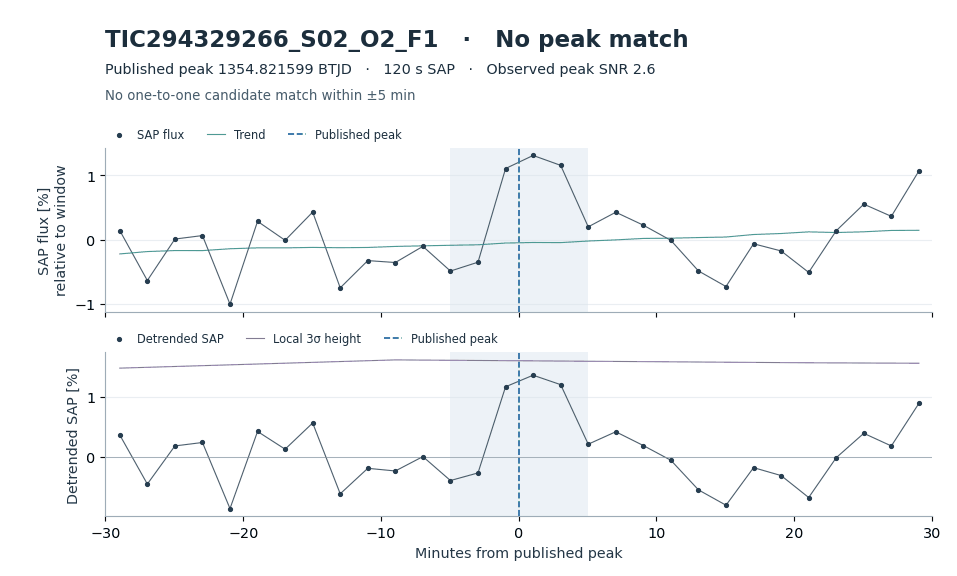 TIC294329266_S02_O2_F1 · No peak match
Published peak 1354.821599 BTJD · 120 s SAP · Observed peak SNR 2.6
No one-to-one candidate match within ±5 min
SAP flux Trend Published peak
SAP flux [%]
relative to window
1
0
−1
Detrended SAP Local 3σ height Published peak
Detrended SAP [%]
1
0
−30 −20 −10 0 10 20 30
Minutes from published peak